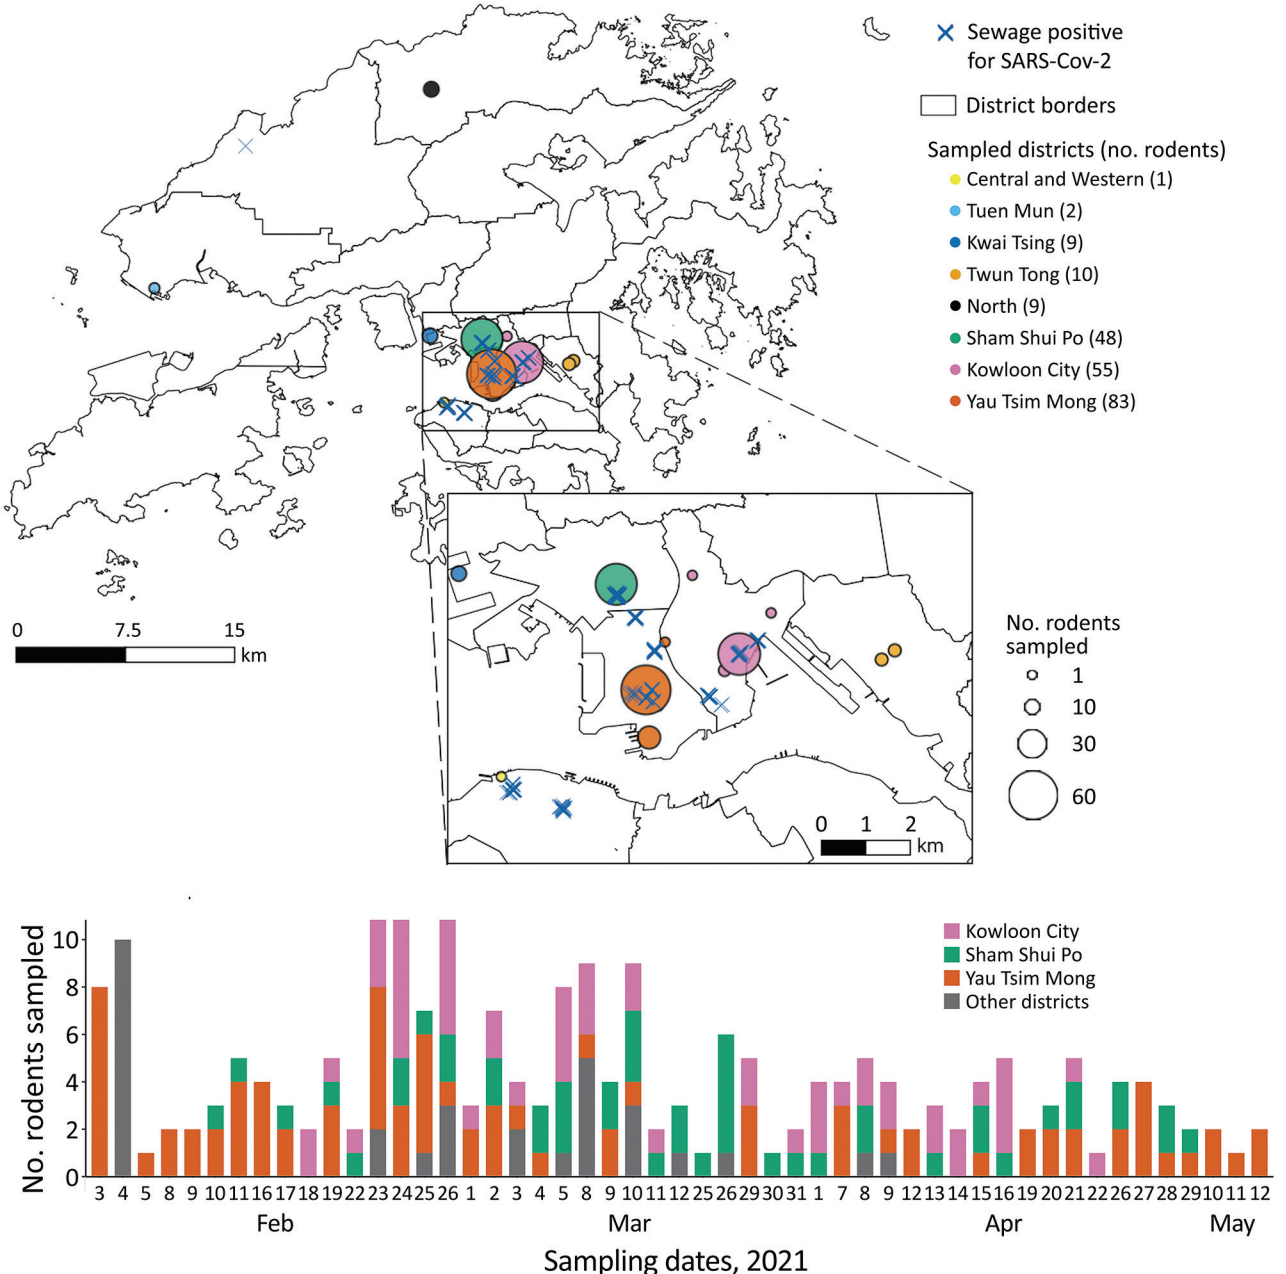 Sewage positive
for SARS-Cov-2
District borders
Sampled districts (no. rodents)
Central and Western (1)
Tuen Mun (2)
Kwai Tsing (9)
Twun Tong (10)
North (9)
Sham Shui Po (48)
Kowloon City (55)
Yau Tsim Mong (83)
0 7.5 15
km
No. rodents
sampled
1
10
30
60
0 1 2
km
No. rodents sampled
10
8
6
4
2
0
Kowloon City
Sham Shui Po
Yau Tsim Mong
Other districts
3 4 5 8 9 10 11 16 17 18 19 22 23 24 25 26 1 2 3 4 5 8 9 10 11 12 25 26 29 30 31 1 7 8 9 12 13 14 15 16 19 20 21 22 26 27 28 29 10 11 12
Feb Mar Apr May
Sampling dates, 2021